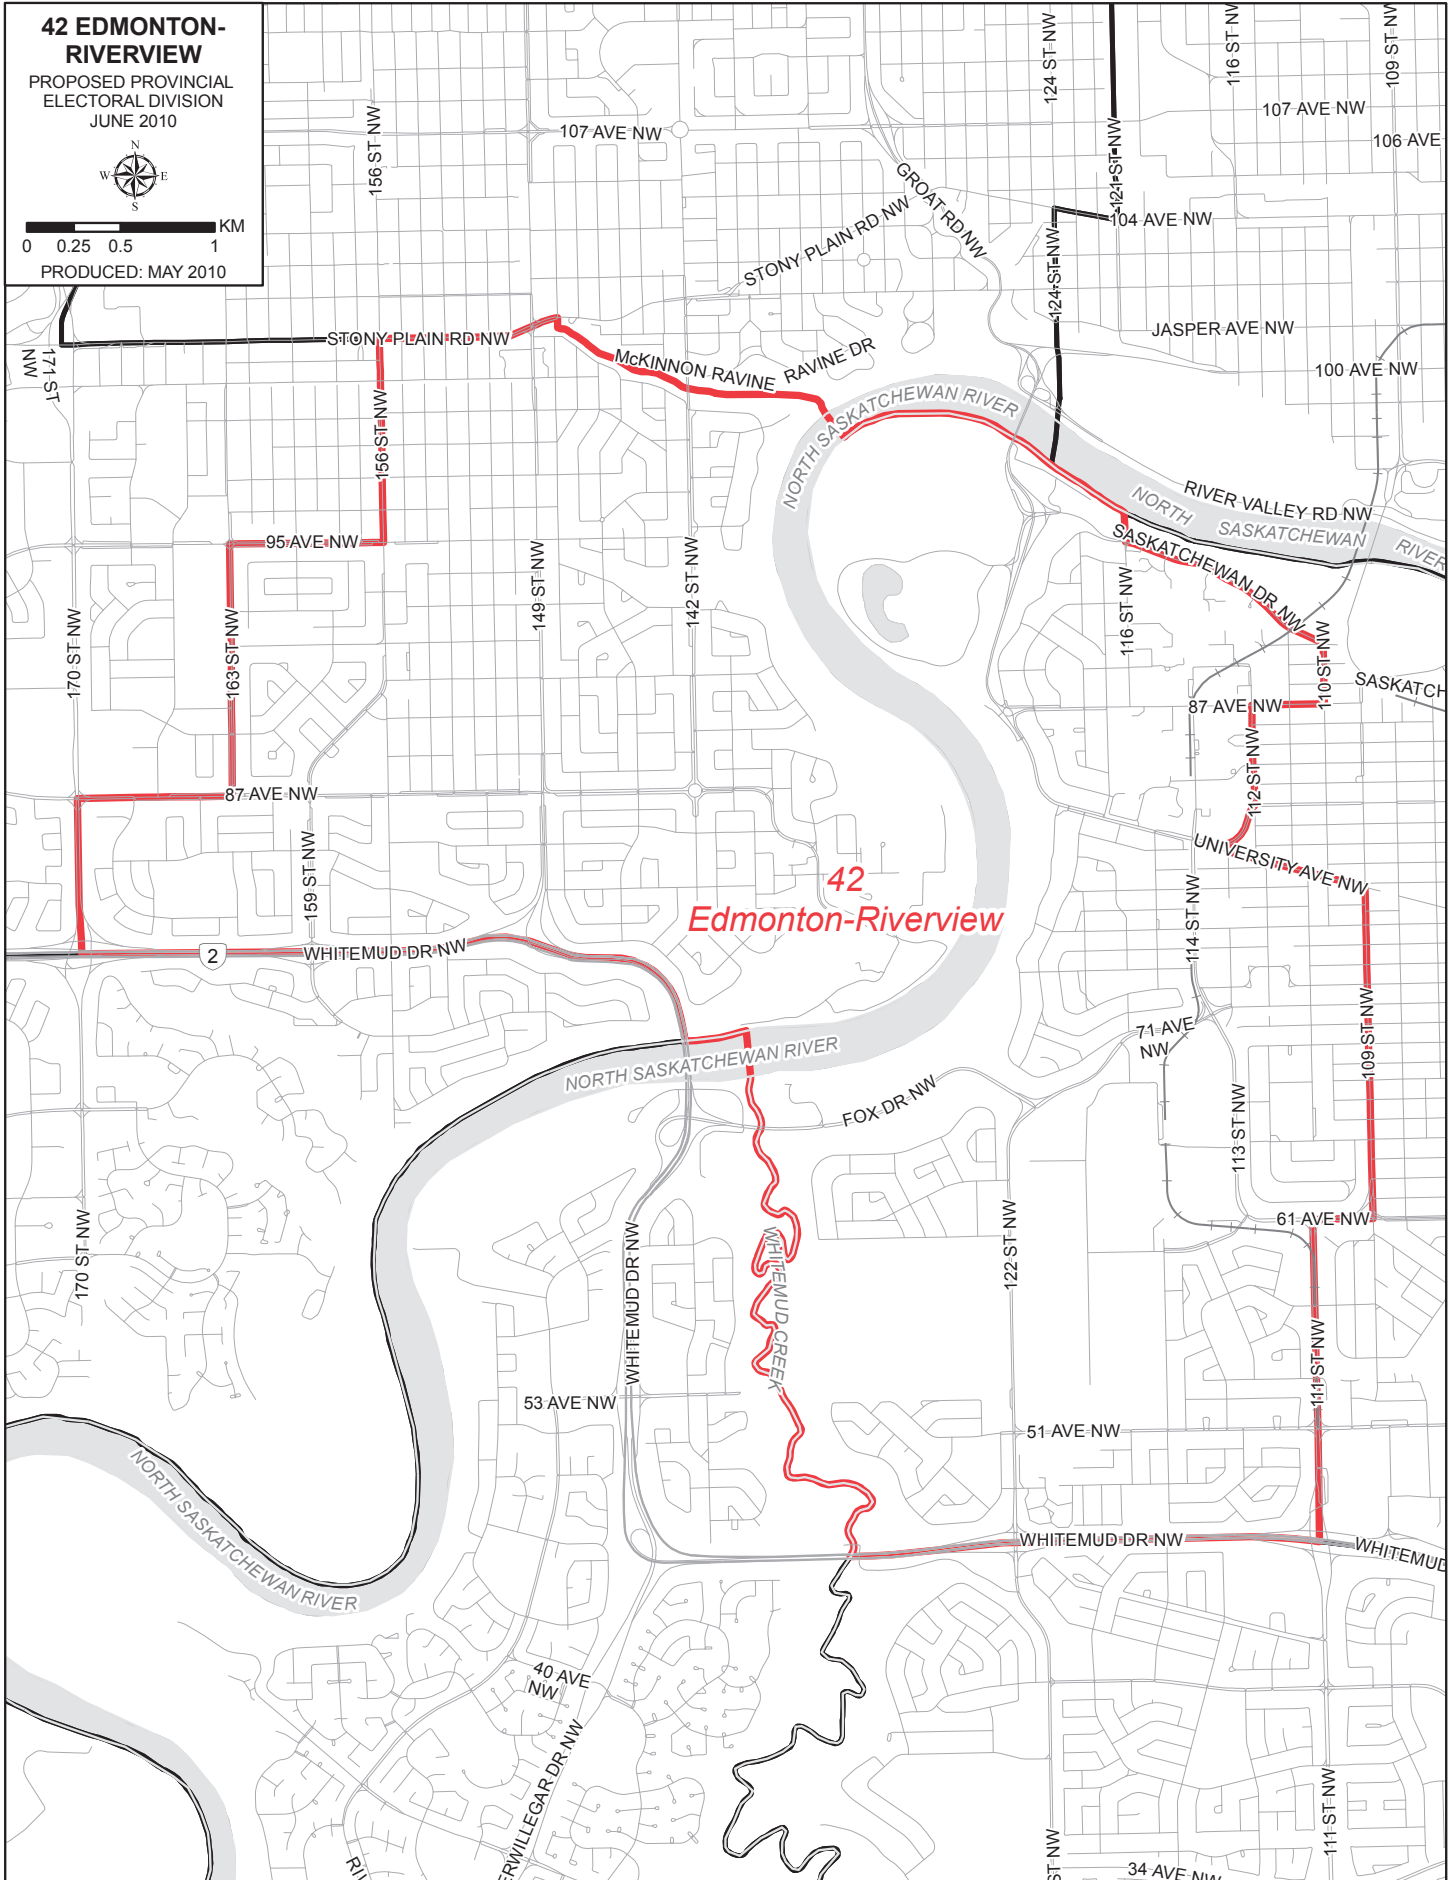 42 EDMONTON-
RIVERVIEW
PROPOSED PROVINCIAL
ELECTORAL DIVISION
JUNE 2010
N
W E
S
KM
0 0.25 0.5 1
PRODUCED: MAY 2010
156 ST NW
107 AVE NW
124 ST NW
116 ST NW
109 ST NW
107 AVE NW
106 AVE
121 ST NW
GROAT RD NW
104 AVE NW
STONY PLAIN RD NW
124 ST NW
JASPER AVE NW
STONY PLAIN RD NW
171 ST
NW
McKINNON RAVINE
RAVINE DR
100 AVE NW
NORTH SASKATCHEWAN RIVER
156 ST NW
RIVER VALLEY RD NW
NORTH SASKATCHEWAN RIVER
SASKATCHEWAN DR NW
95 AVE NW
149 ST NW
142 ST NW
116 ST NW
170 ST NW
163 ST NW
110 ST NW
SASKATCH
87 AVE NW
112 ST NW
87 AVE NW
159 ST NW
UNIVERSITY AVE NW
42
Edmonton-Riverview
114 ST NW
2
WHITEMUD DR NW
109 ST NW
71 AVE
NW
NORTH SASKATCHEWAN RIVER
FOX DR NW
113 ST NW
170 ST NW
WHITEMUD DR NW
WHITEMUD CREEK
122 ST NW
61 AVE NW
111 ST NW
53 AVE NW
51 AVE NW
NORTH SASKATCHEWAN RIVER
WHITEMUD DR NW
WHITEMUD
40 AVE
NW
ERWILLEGAR DR NW
RI
ST NW
111 ST NW
34 AVE NW